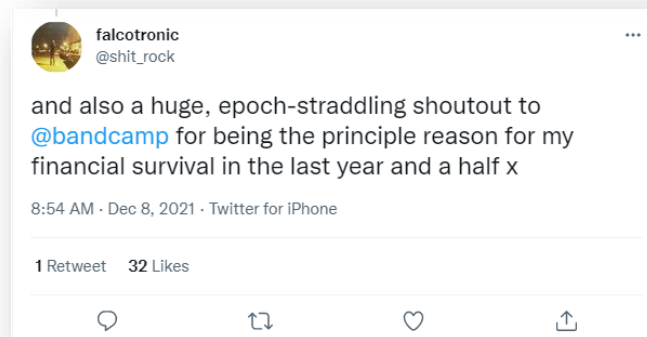 falcotronic
@shit_rock
and also a huge, epoch-straddling shoutout to
@bandcamp for being the principle reason for my
financial survival in the last year and a half x
8:54 AM · Dec 8, 2021 · Twitter for iPhone
1 Retweet 32 Likes